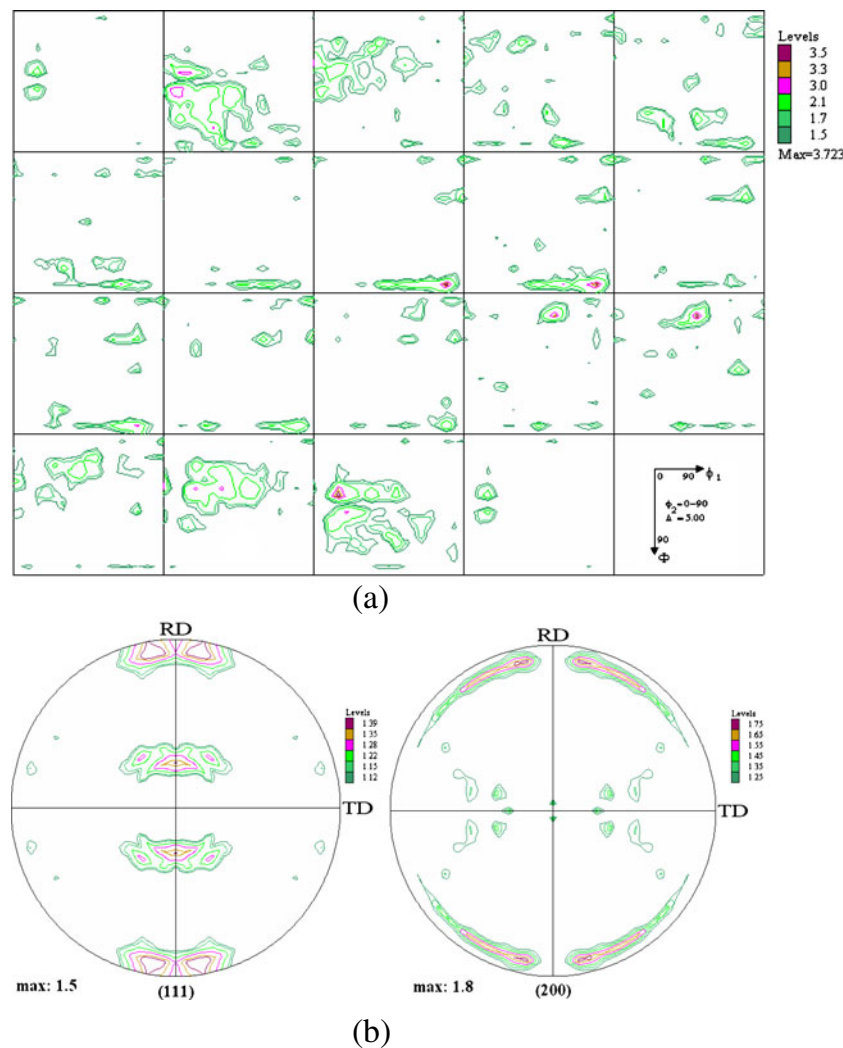 Levels
3.5
3.3
3.0
2.1
1.7
1.5
Max=3.723
0 90 ϕ1
ϕ2=0-90
Δ=5.00
90
Φ
(a)
RD
TD
Levels
1 39
1 35
1 28
1 22
1 15
1 12
max: 1.5
(111)
RD
TD
Levels
1 75
1 65
1 55
1 45
1 35
1 25
max: 1.8
(200)
(b)